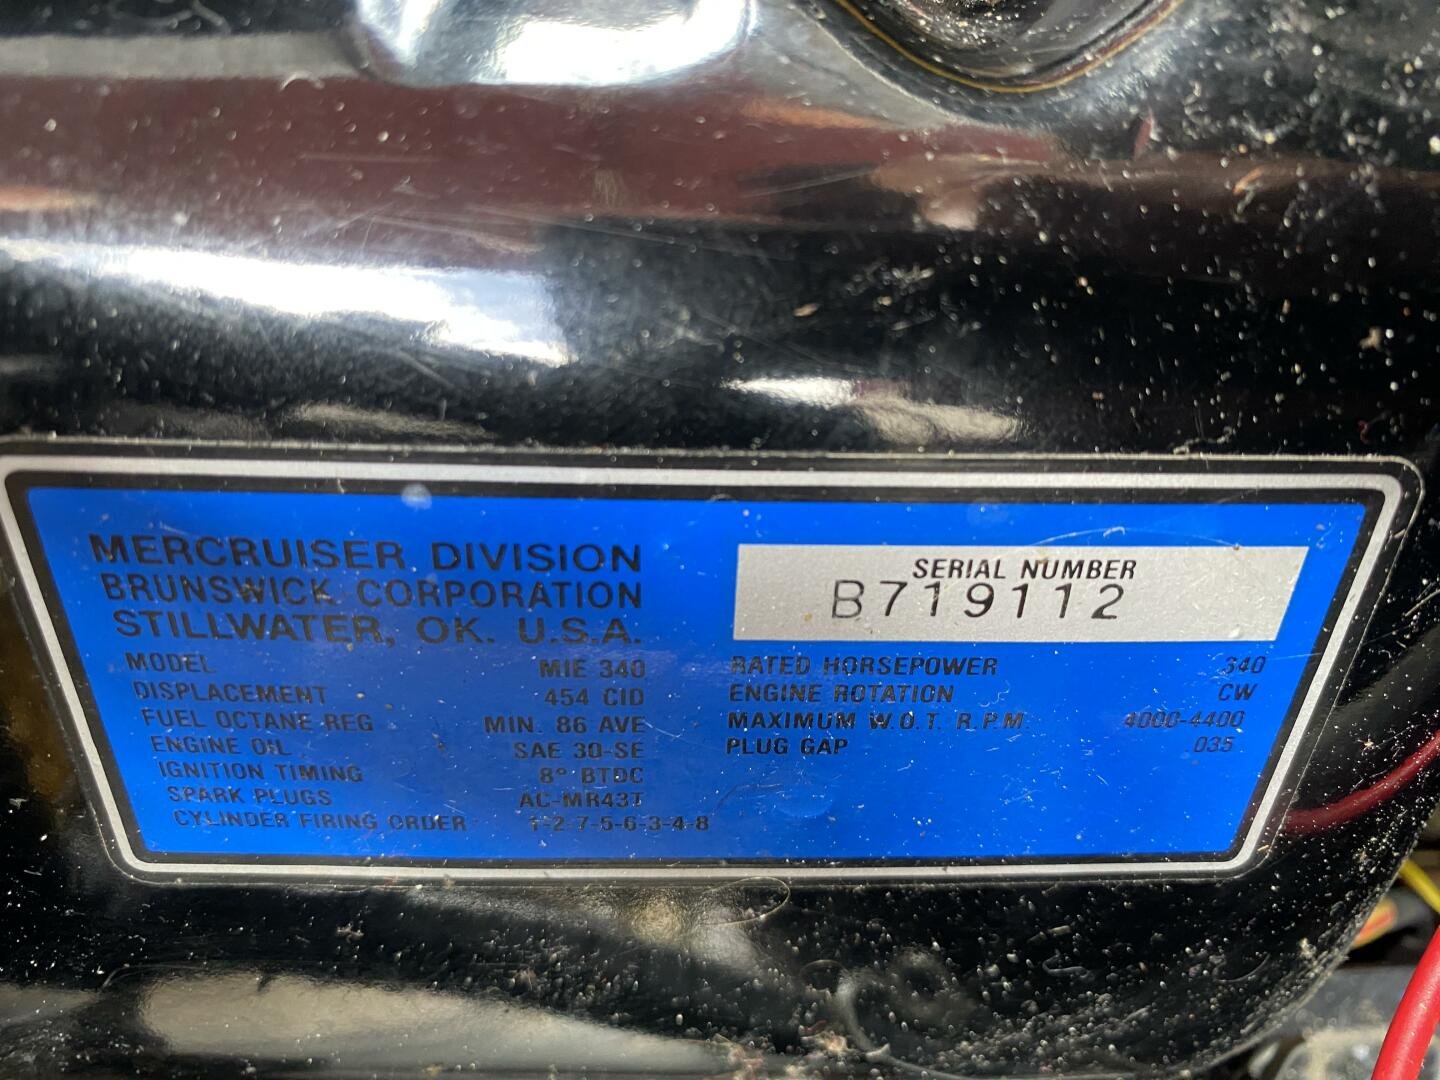 MERCRUISER DIVISION
BRUNSWICK CORPORATION
STILLWATER, OK. U.S.A.
SERIAL NUMBER
B719112
MODEL MIE 340
DISPLACEMENT 454 CID
FUEL OCTANE REG MIN. 86 AVE
ENGINE OIL SAE 30-SE
IGNITION TIMING 8° BTDC
SPARK PLUGS AC-MR43T
CYLINDER FIRING ORDER 1-2-7-5-6-3-4-8
RATED HORSEPOWER 340
ENGINE ROTATION CW
MAXIMUM W.O.T. R.P.M. 4000-4400
PLUG GAP .035